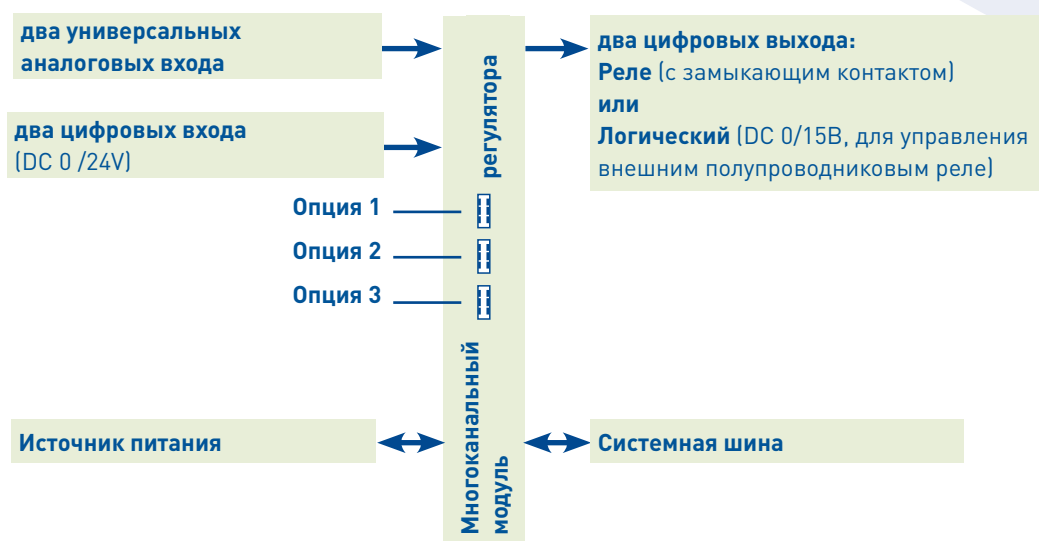 два универсальных
аналоговых входа
два цифровых входа
(DC 0 /24V)
Опция 1
Опция 2
Опция 3
Источник питания
регулятора
Многоканальный
модуль
два цифровых выхода:
Реле (с замыкающим контактом)
или
Логический (DC 0/15В, для управления
внешним полупроводниковым реле)
Системная шина